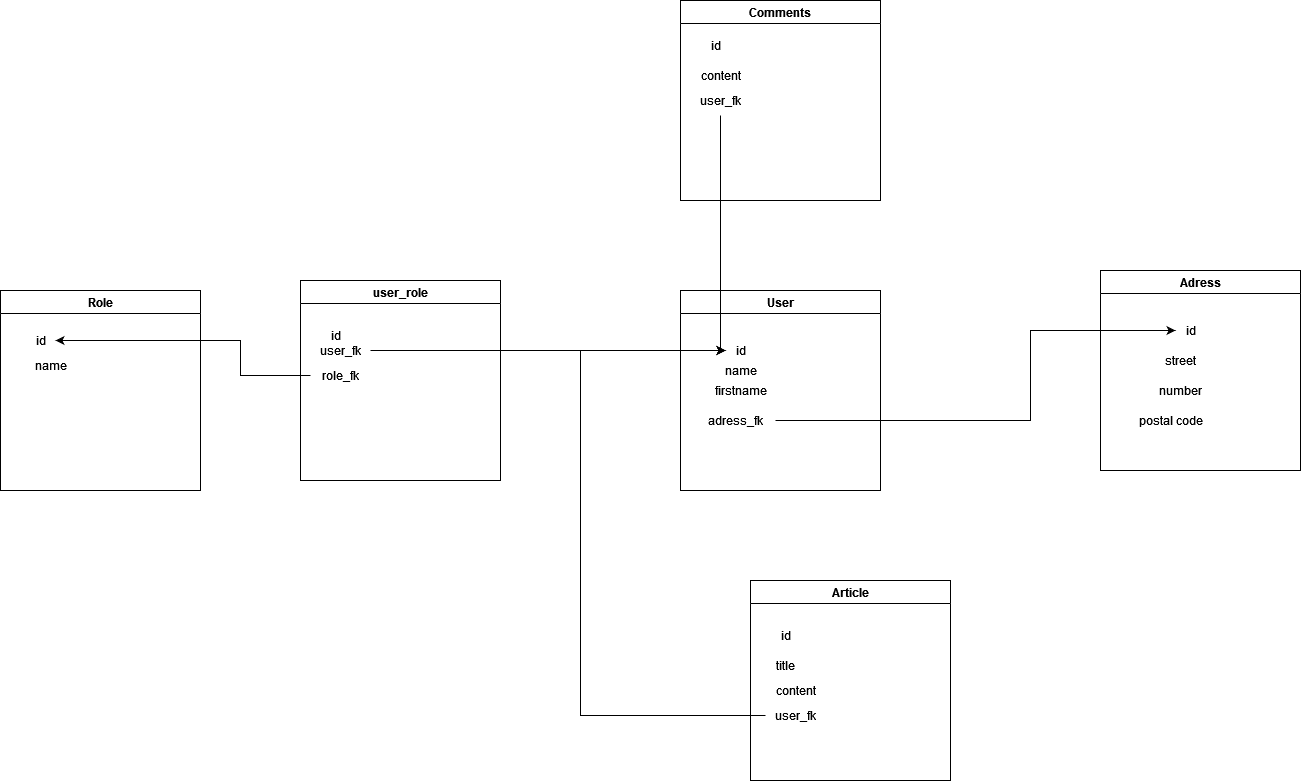 Comments
id
content
user_fk
Role
id
name
user_role
id
user_fk
role_fk
User
id
name
firstname
adress_fk
Adress
id
street
number
postal code
Article
id
title
content
user_fk